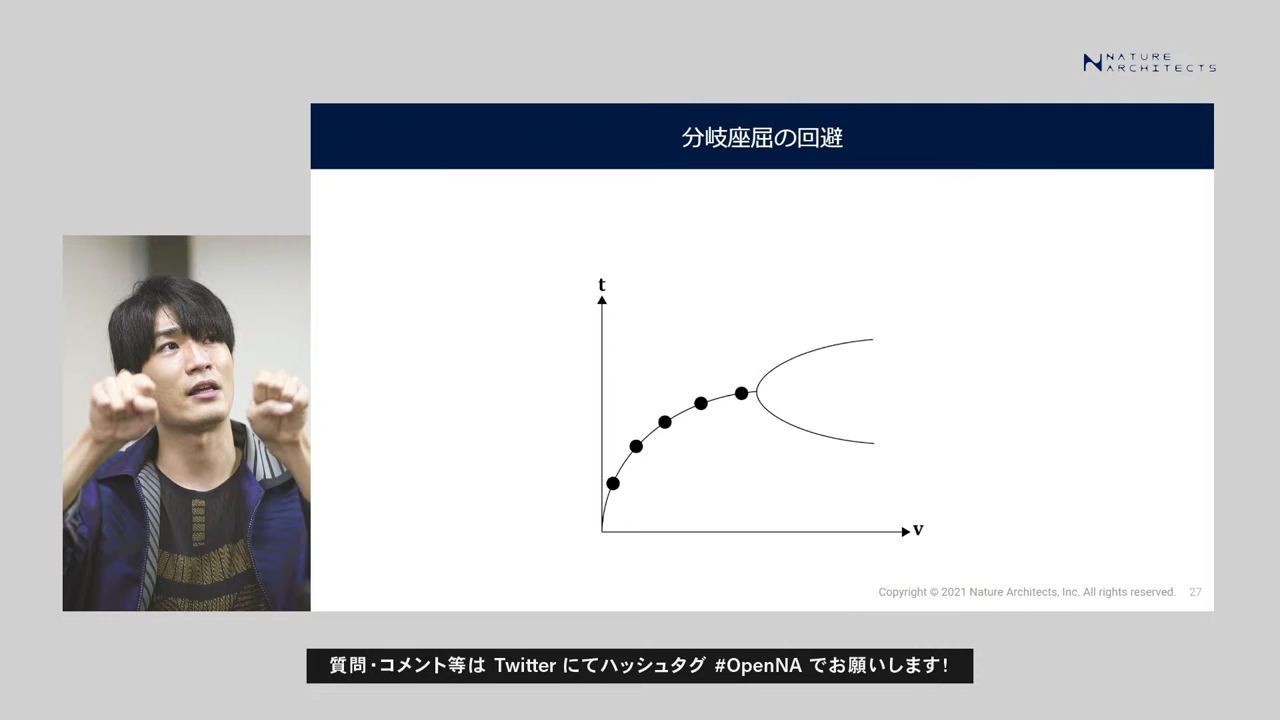 NATURE
ARCHITECTS
分岐座屈の回避
t
v
Copyright © 2021 Nature Architects, Inc. All rights reserved. 27
質問・コメント等は Twitter にてハッシュタグ #OpenNA でお願いします!